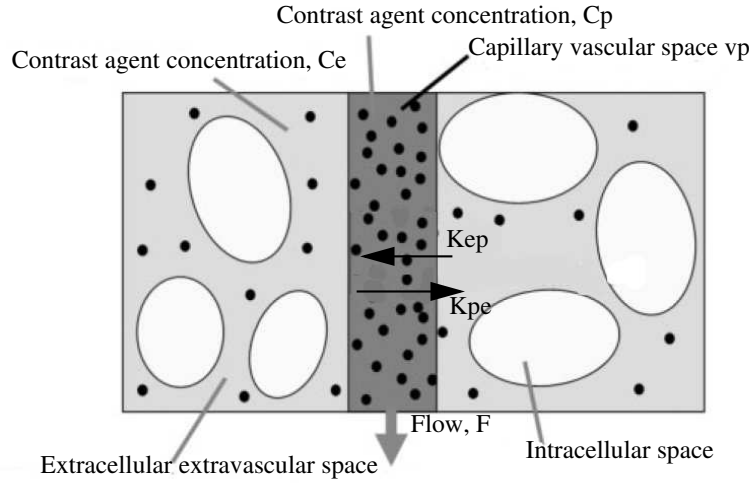 Contrast agent concentration, Cp
Capillary vascular space vp
Contrast agent concentration, Ce
Kep
Kpe
Flow, F
Intracellular space
Extracellular extravascular space